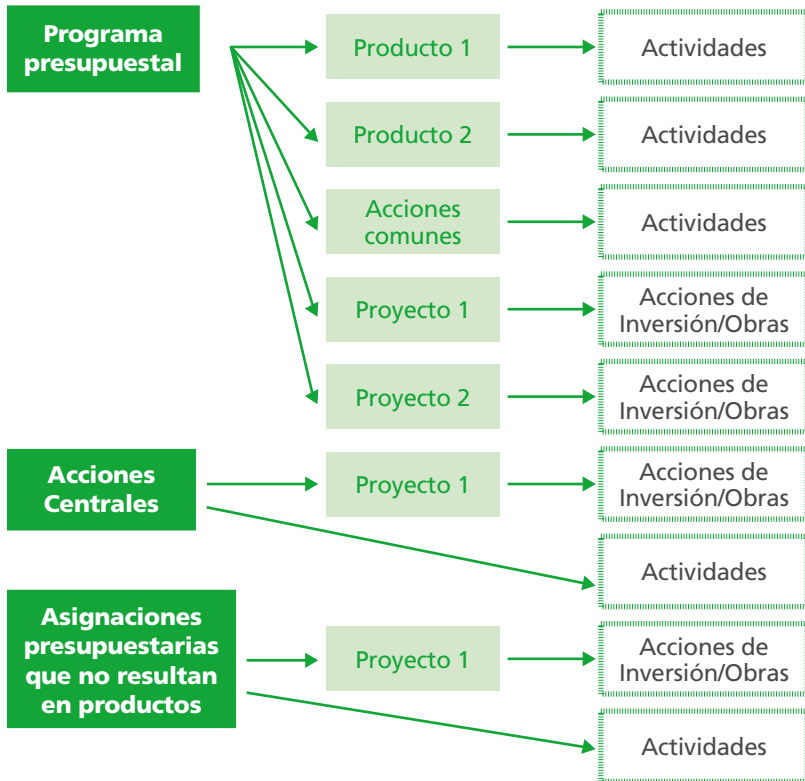 Programa
presupuestal
Producto 1
Actividades
Producto 2
Actividades
Acciones
comunes
Actividades
Proyecto 1
Acciones de
Inversión/Obras
Proyecto 2
Acciones de
Inversión/Obras
Acciones
Centrales
Proyecto 1
Acciones de
Inversión/Obras
Actividades
Asignaciones
presupuestarias
que no resultan
en productos
Proyecto 1
Acciones de
Inversión/Obras
Actividades